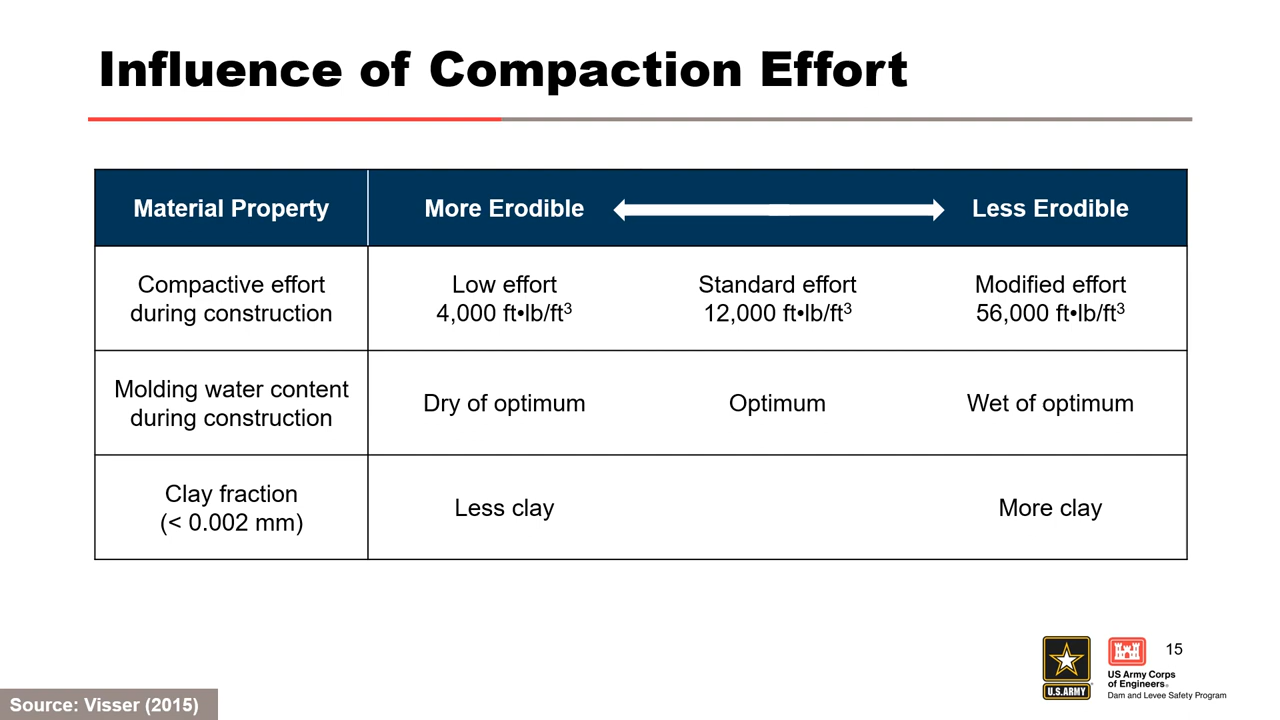 Influence of Compaction Effort
Material Property
More Erodible
Less Erodible
Compactive effort
during construction
Low effort
4,000 ft•lb/ft³
Standard effort
12,000 ft•lb/ft³
Modified effort
56,000 ft•lb/ft³
Molding water content
during construction
Dry of optimum
Optimum
Wet of optimum
Clay fraction
(< 0.002 mm)
Less clay
More clay
U.S.ARMY
US Army Corps
of Engineers®
Dam and Levee Safety Program
15
Source: Visser (2015)